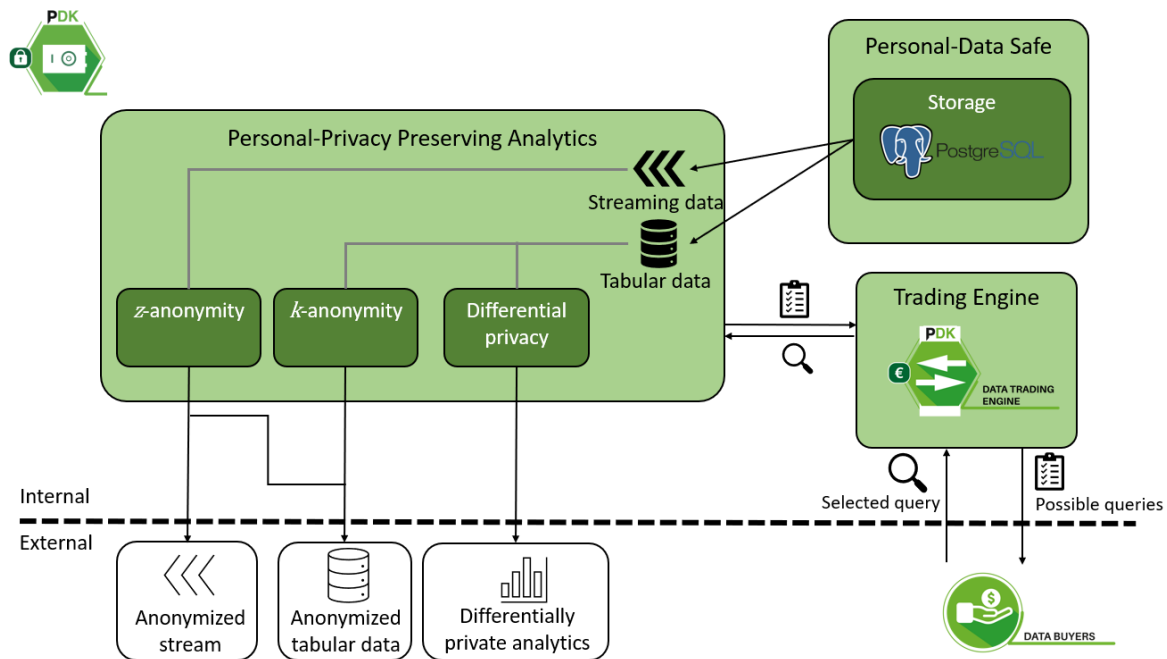 PDK
Personal-Data Safe
Storage
PostgreSQL
Personal-Privacy Preserving Analytics
Streaming data
Tabular data
z-anonymity
k-anonymity
Differential
privacy
Trading Engine
PDK
€
DATA TRADING
ENGINE
Selected query
Possible queries
Internal
External
Anonymized
stream
Anonymized
tabular data
Differentially
private analytics
$
DATA BUYERS